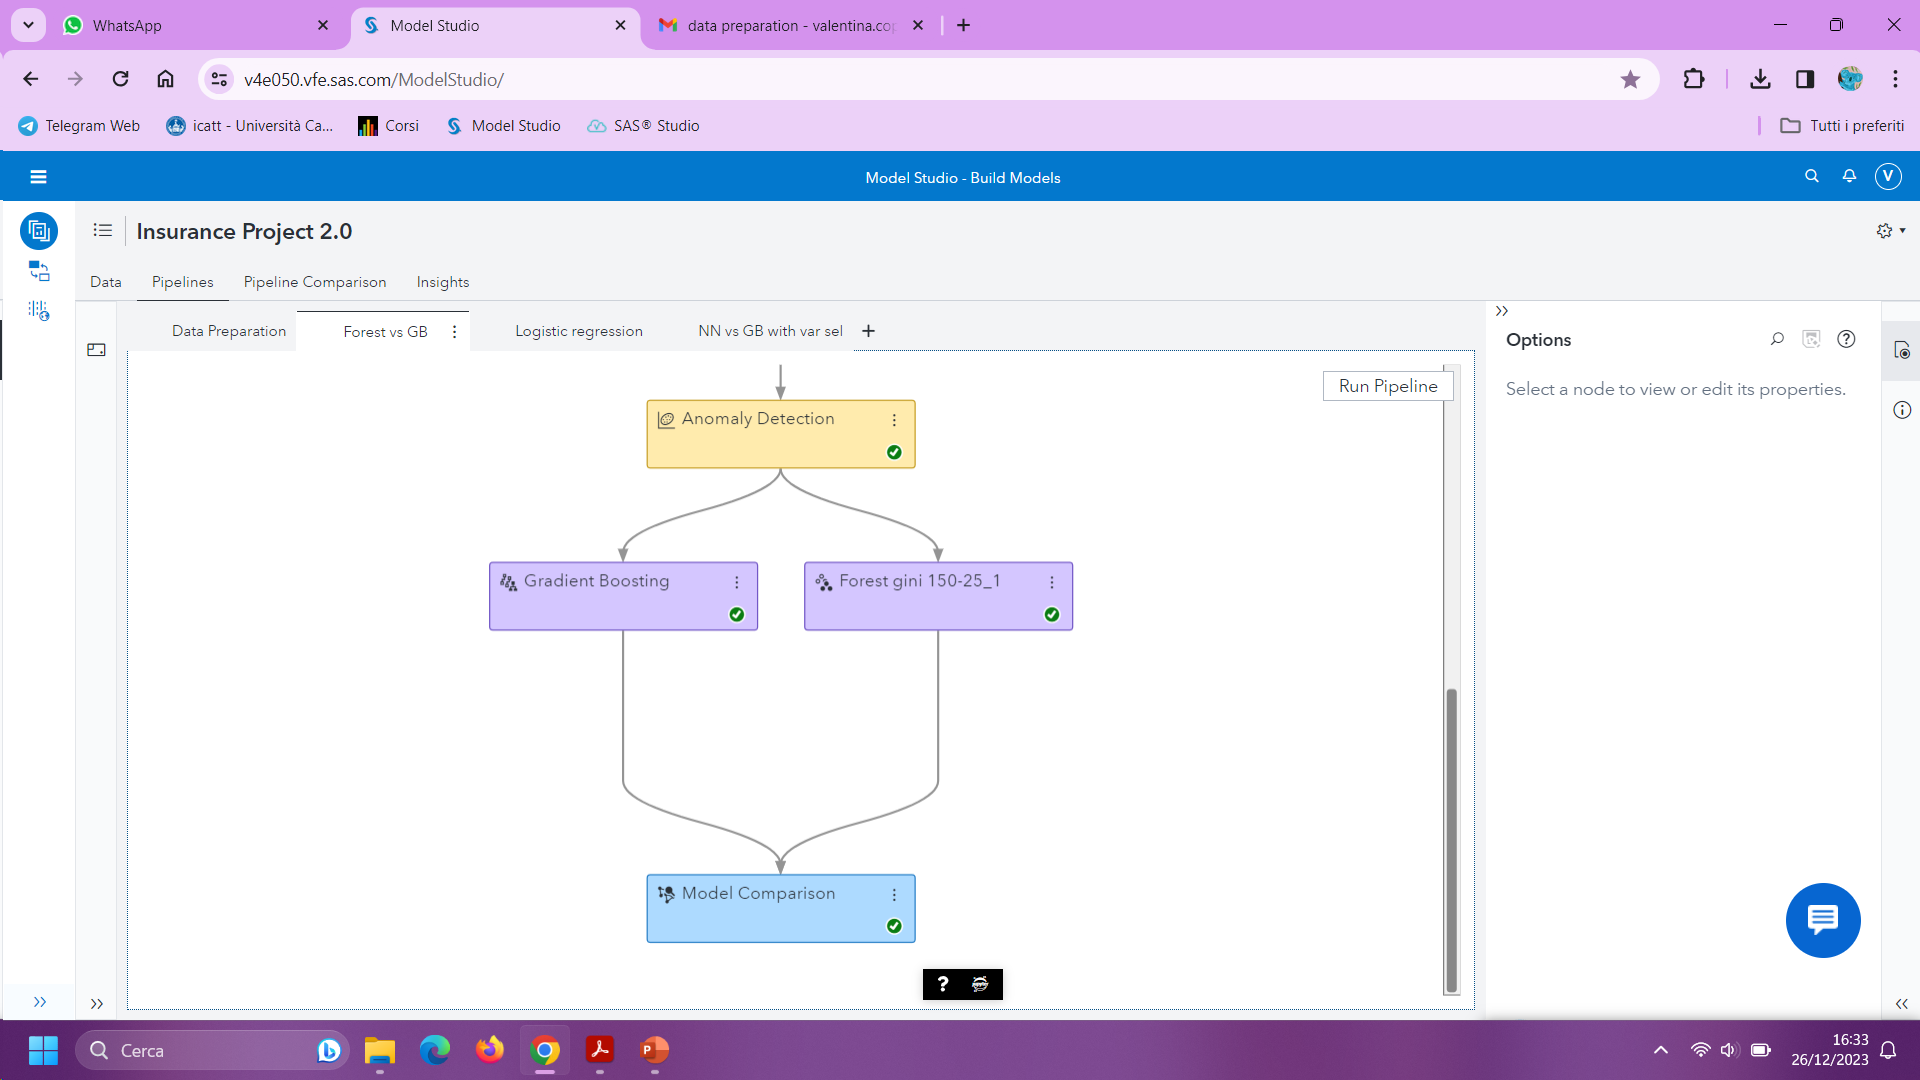 WhatsApp
Model Studio
data preparation - valentina.cop
v4e050.vfe.sas.com/ModelStudio/
Telegram Web
icatt - Università Ca...
Corsi
Model Studio
SAS® Studio
Tutti i preferiti
Model Studio - Build Models
V
Insurance Project 2.0
Data
Pipelines
Pipeline Comparison
Insights
Data Preparation
Forest vs GB
Logistic regression
NN vs GB with var sel
Options
Run Pipeline
Select a node to view or edit its properties.
Anomaly Detection
Gradient Boosting
Forest gini 150-25_1
Model Comparison
?
Cerca
16:33
26/12/2023